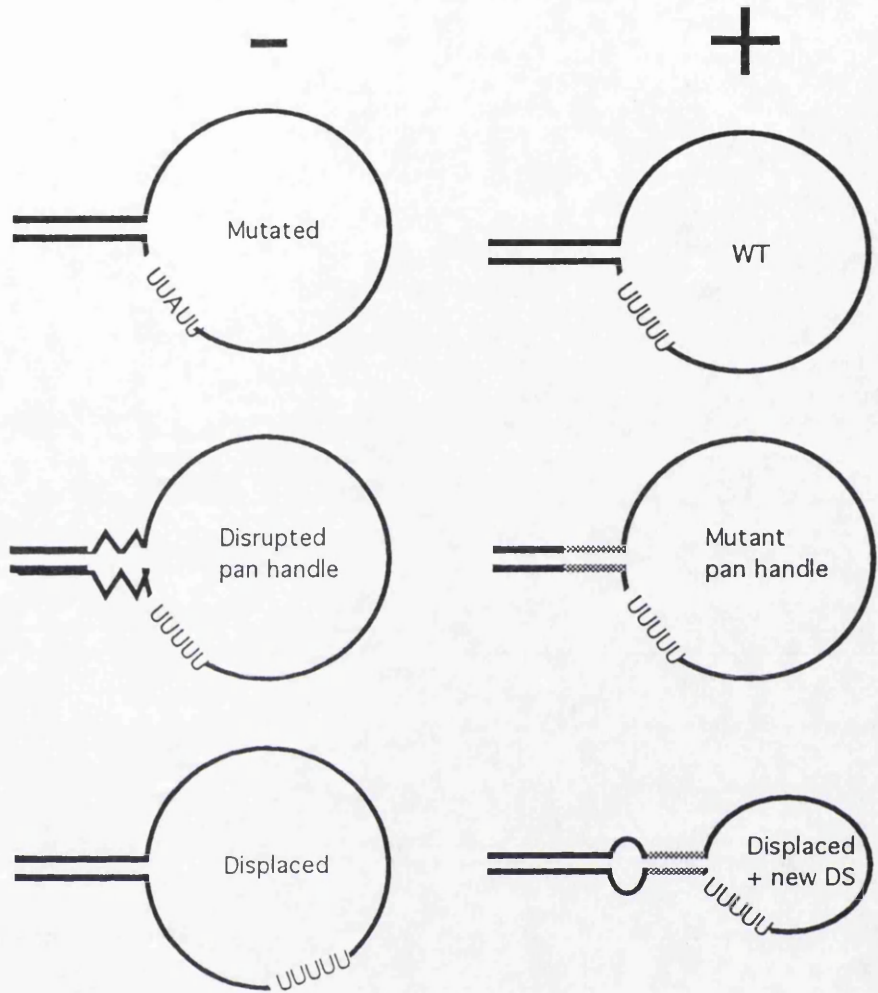 −
+
Mutated
UUAUU
WT
UUUUU
Disrupted
pan handle
UUUUU
Mutant
pan handle
UUUUU
Displaced
UUUUU
Displaced
+ new DS
UUUUU